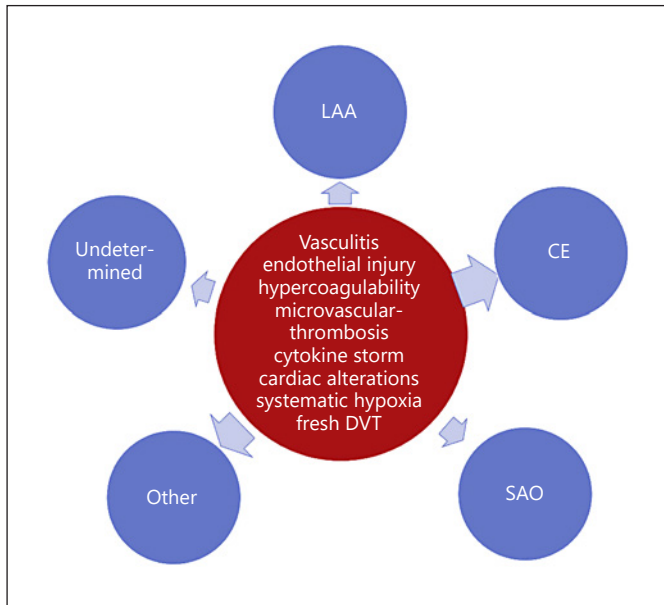 LAA
Undeter-
mined
CE
Vasculitis
endothelial injury
hypercoagulability
microvascular-
thrombosis
cytokine storm
cardiac alterations
systematic hypoxia
fresh DVT
Other
SAO